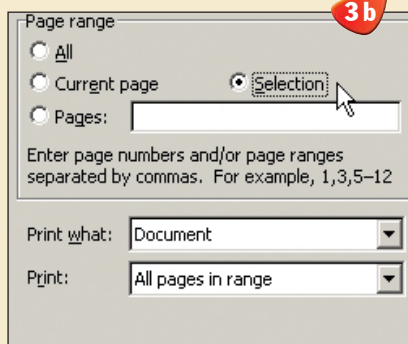 3b
Page range
All
Current page Selection
Pages:
Enter page numbers and/or page ranges
separated by commas. For example, 1,3,5–12
Print what: Document
Print: All pages in range